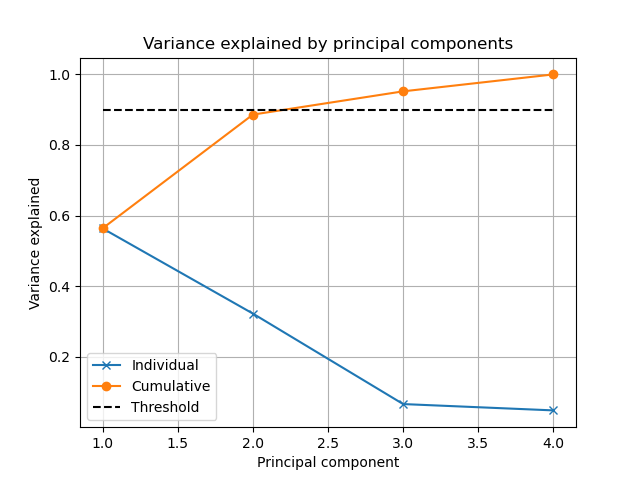 Variance explained by principal components
Variance explained
1.0
0.8
0.6
0.4
0.2
Individual
Cumulative
Threshold
1.0 1.5 2.0 2.5 3.0 3.5 4.0
Principal component